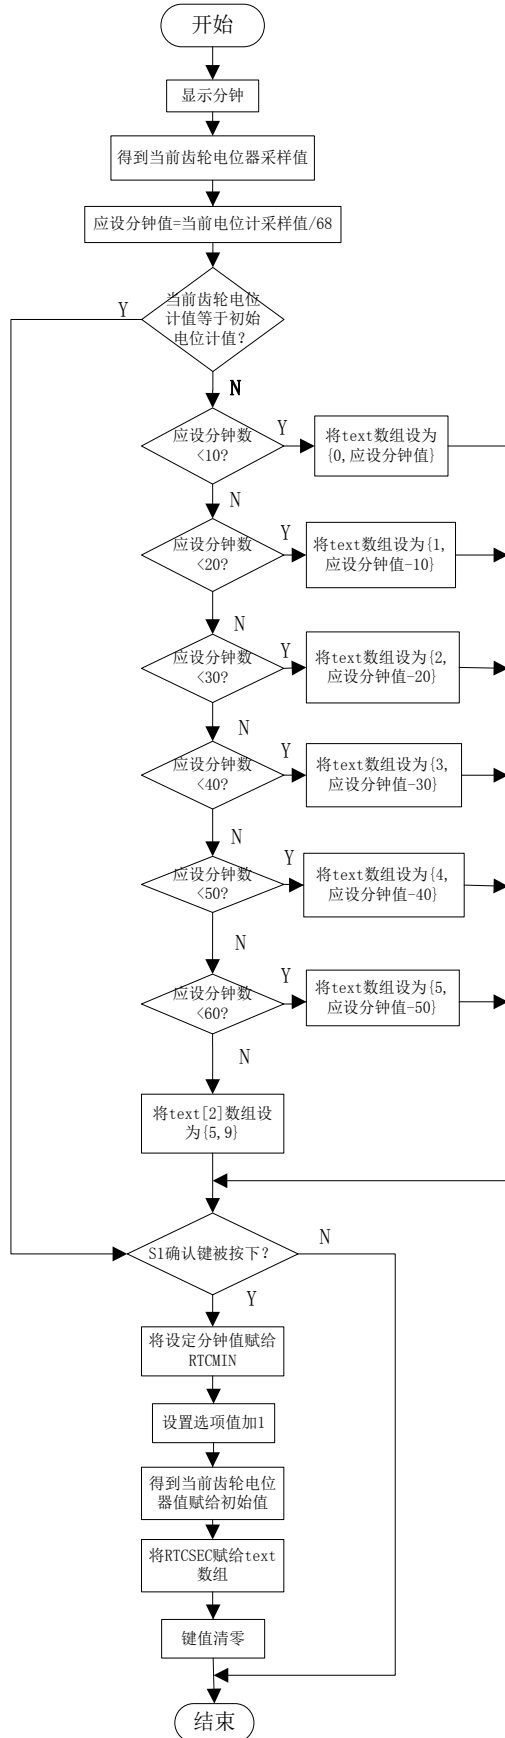 开始
显示分钟
得到当前齿轮电位器采样值
应设分钟值=当前电位计采样值/68
当前齿轮电位
计值等于初始
电位计值?
Y
N
应设分钟数
<10?
Y
将text数组设为
{0,应设分钟值}
N
应设分钟数
<20?
Y
将text数组设为{1,
应设分钟值-10}
N
应设分钟数
<30?
Y
将text数组设为{2,
应设分钟值-20}
N
应设分钟数
<40?
Y
将text数组设为{3,
应设分钟值-30}
N
应设分钟数
<50?
Y
将text数组设为{4,
应设分钟值-40}
N
应设分钟数
<60?
Y
将text数组设为{5,
应设分钟值-50}
N
将text[2]数组设
为{5,9}
S1确认键被按下?
N
Y
将设定分钟值赋给
RTCMIN
设置选项值加1
得到当前齿轮电位
器值赋给初始值
将RTCSEC赋给text
数组
键值清零
结束